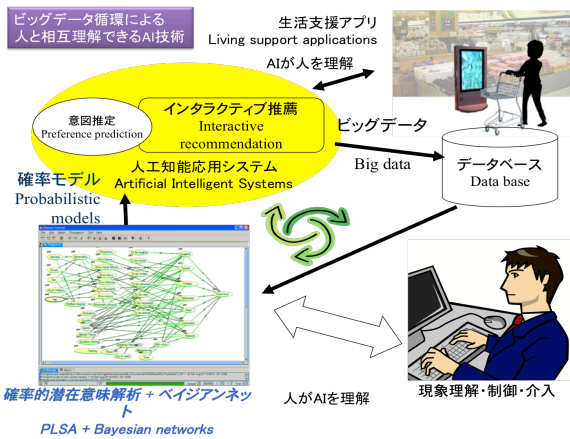 ビッグデータ循環による
人と相互理解できるAI技術
生活支援アプリ
Living support applications
AIが人を理解
意図推定
Preference prediction
インタラクティブ推薦
Interactive
recommendation
人工知能応用システム
Artificial Intelligent Systems
ビッグデータ
Big data
データベース
Data base
確率モデル
Probabilistic
models
確率的潜在意味解析 + ベイジアンネッ
ト
PLSA + Bayesian networks
人がAIを理解
現象理解・制御・介入